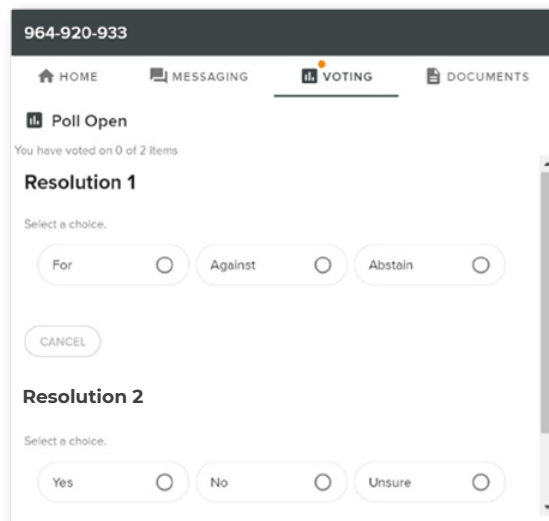 964-920-933
HOME MESSAGING VOTING DOCUMENTS
Poll Open
You have voted on 0 of 2 items
Resolution 1
Select a choice.
For Against Abstain
CANCEL
Resolution 2
Select a choice.
Yes No Unsure